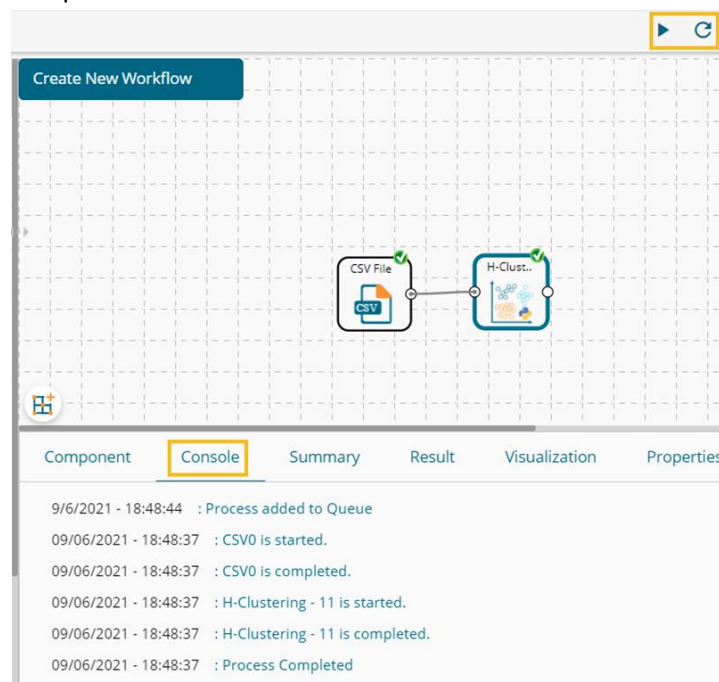 Create New Workflow
CSV File
H-Clust..
CSV
Component Console Summary Result Visualization Properties
9/6/2021 - 18:48:44 : Process added to Queue
09/06/2021 - 18:48:37 : CSV0 is started.
09/06/2021 - 18:48:37 : CSV0 is completed.
09/06/2021 - 18:48:37 : H-Clustering - 11 is started.
09/06/2021 - 18:48:37 : H-Clustering - 11 is completed.
09/06/2021 - 18:48:37 : Process Completed